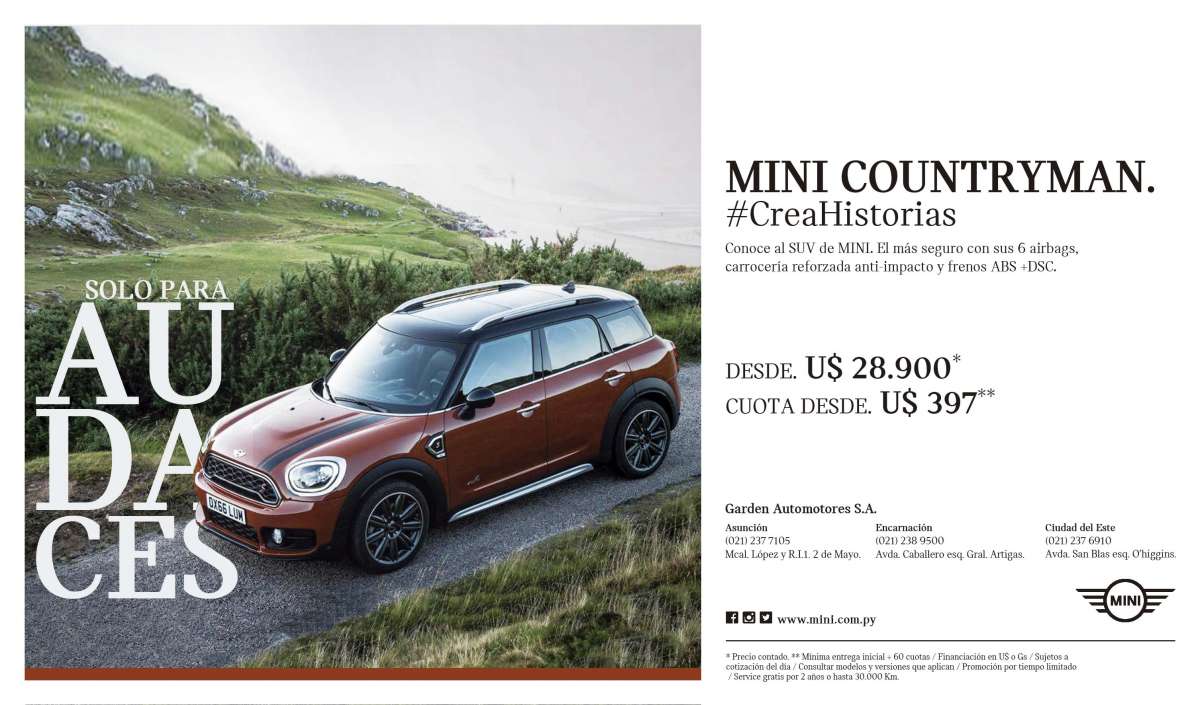 SOLO PARA
AU
DA
CES
OX66 LUM
MINI COUNTRYMAN.
#CreaHistorias
Conoce al SUV de MINI. El más seguro con sus 6 airbags,
carrocería reforzada anti-impacto y frenos ABS +DSC.
DESDE. U$ 28.900*
CUOTA DESDE. U$ 397**
Garden Automotores S.A.
Asunción
(021) 237 7105
Mcal. López y R.I.1. 2 de Mayo.
Encarnación
(021) 238 9500
Avda. Caballero esq. Gral. Artigas.
Ciudad del Este
(021) 237 6910
Avda. San Blas esq. O'higgins.
MINI
www.mini.com.py
* Precio contado. ** Mínima entrega inicial + 60 cuotas / Financiación en U$ o Gs / Sujetos a
cotización del día / Consultar modelos y versiones que aplican / Promoción por tiempo limitado
/ Service gratis por 2 años o hasta 30.000 Km.